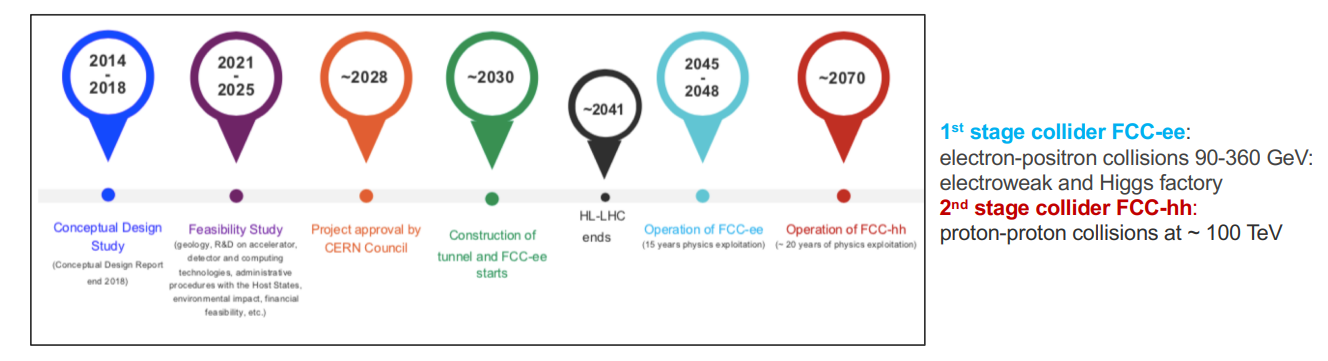 2014
-
2018
Conceptual Design
Study
(Conceptual Design Report
end 2018)
2021
-
2025
Feasibility Study
(geology, R&D on accelerator,
detector and computing
technologies, administrative
procedures with the Host States,
environmental impact, financial
feasibility, etc.)
~2028
Project approval by
CERN Council
~2030
Construction of
tunnel and FCC-ee
starts
~2041
HL-LHC
ends
2045
-
2048
Operation of FCC-ee
(15 years physics exploitation)
~2070
Operation of FCC-hh
(~ 20 years of physics exploitation)
1st stage collider FCC-ee:
electron-positron collisions 90-360 GeV:
electroweak and Higgs factory
2nd stage collider FCC-hh:
proton-proton collisions at ~ 100 TeV